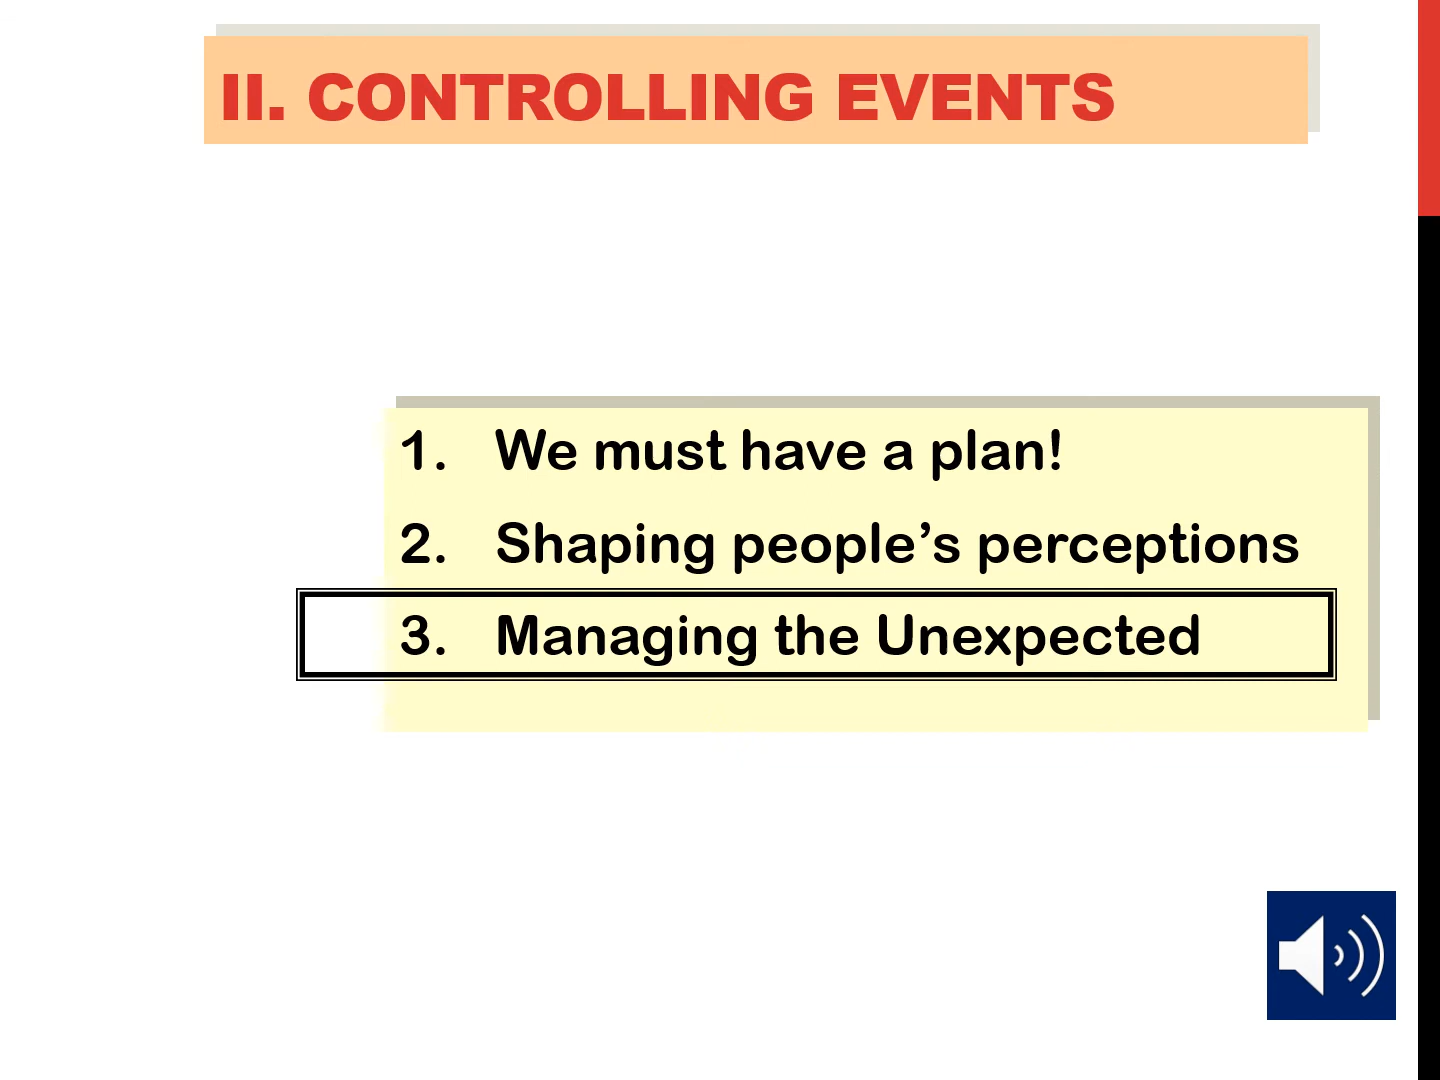 II. CONTROLLING EVENTS
1. We must have a plan!
2. Shaping people’s perceptions
3. Managing the Unexpected